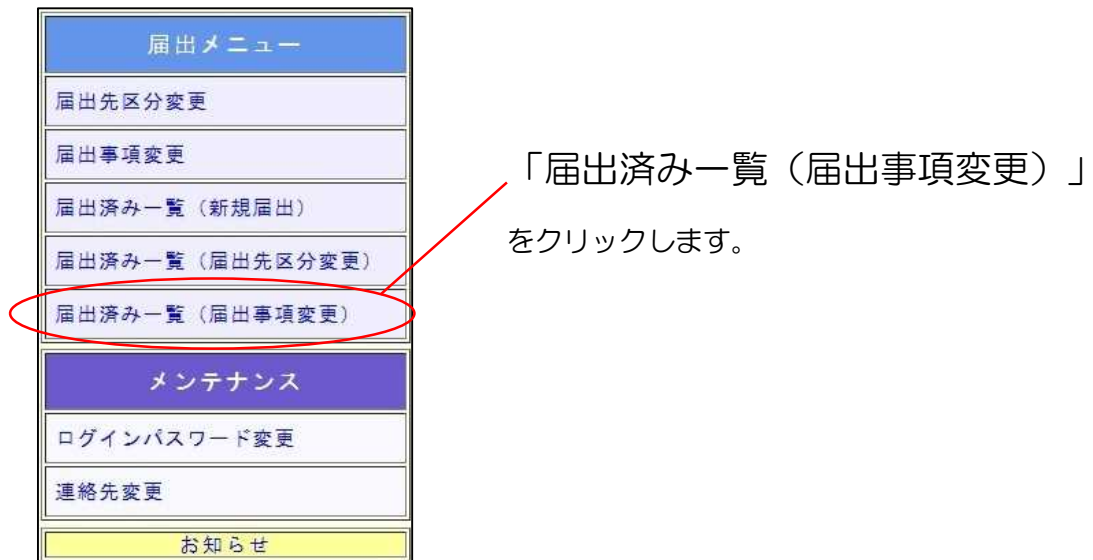 届出メニュー
届出先区分変更
届出事項変更
届出済み一覧（新規届出）
届出済み一覧（届出先区分変更）
届出済み一覧（届出事項変更）
メンテナンス
ログインパスワード変更
連絡先変更
お知らせ
「届出済み一覧（届出事項変更）」
をクリックします。